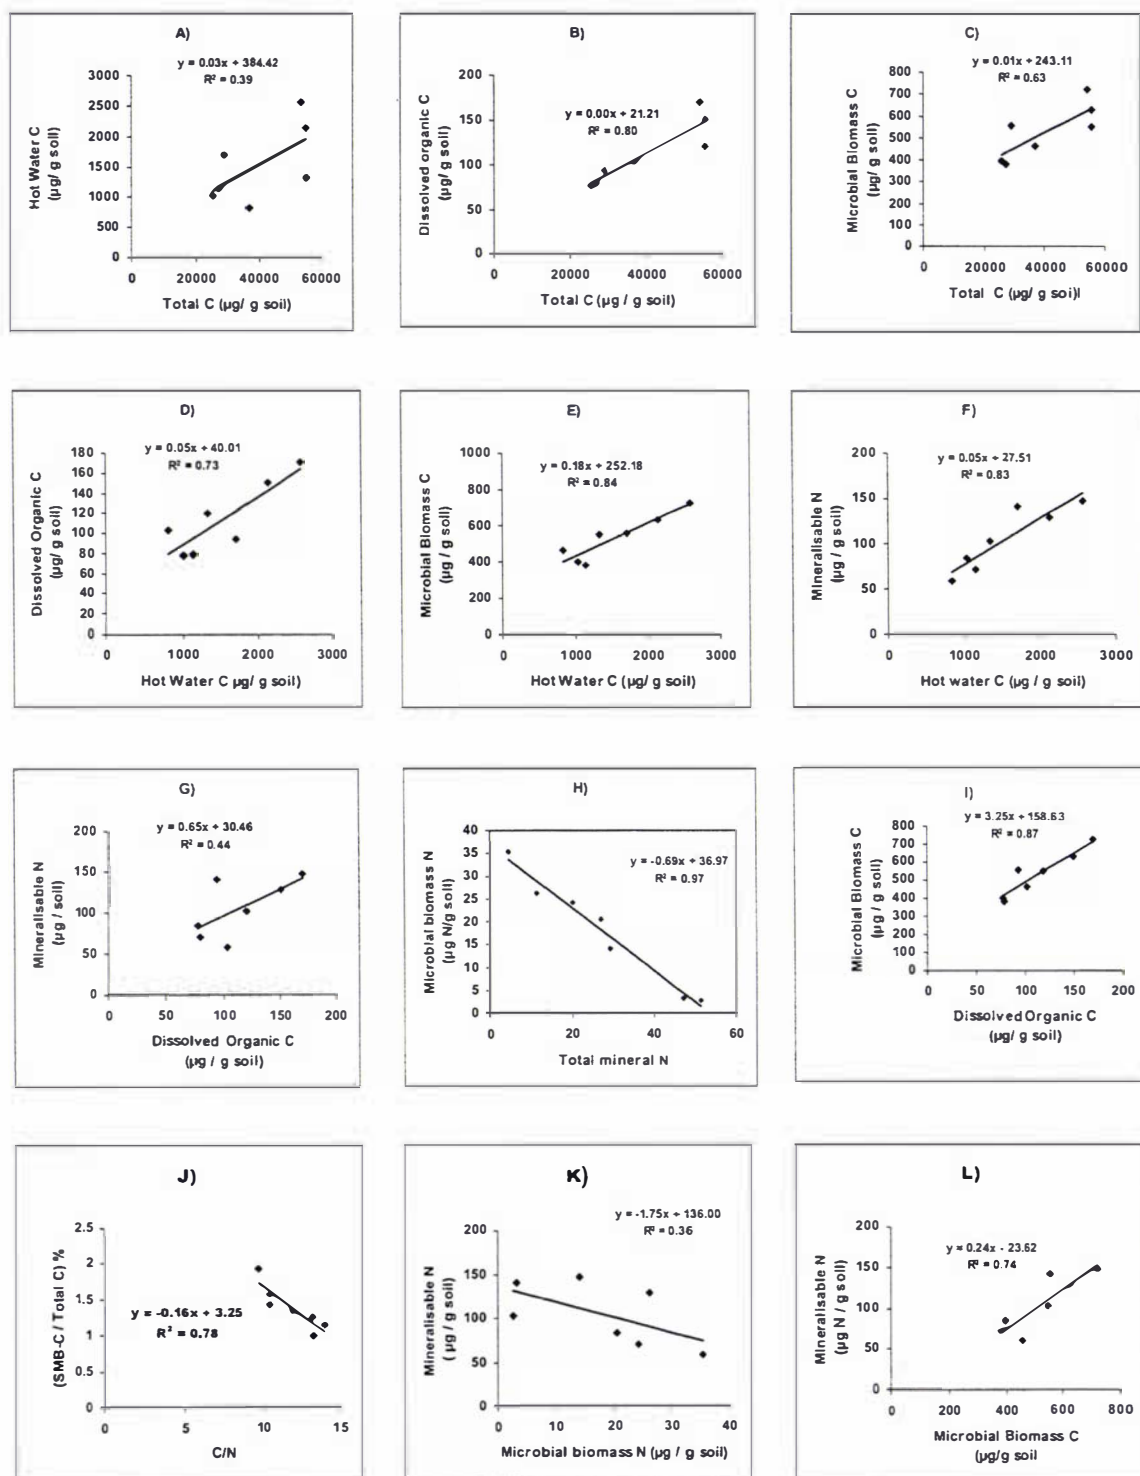 A)
y = 0.03x + 384.42
R² = 0.39
Hot Water C
(µg/ g soil)
3000
2500
2000
1500
1000
500
0
0 20000 40000 60000
Total C (µg/ g soil)
B)
y = 0.00x + 21.21
R² = 0.80
Dissolved organic C
(µg/ g soil)
200
150
100
50
0
0 20000 40000 60000
Total C (µg / g soil)
C)
y = 0.01x + 243.11
R² = 0.63
Microbial Biomass C
(µg/ g soil)
800
700
600
500
400
300
200
100
0
0 20000 40000 60000
Total C (µg/ g soi)l
D)
y = 0.05x + 40.01
R² = 0.73
Dissolved Organic C
(µg/ g soil)
180
160
140
120
100
80
60
40
20
0
0 1000 2000 3000
Hot Water C µg/ g soil)
E)
y = 0.18x + 252.18
R² = 0.84
Microbial Biomass C
(µg / g soil)
1000
800
600
400
200
0
0 1000 2000 3000
Hot Water C (µg/ g soil)
F)
y = 0.05x + 27.51
R² = 0.83
Mineralisable N
(µg / g soil)
200
150
100
50
0
0 1000 2000 3000
Hot water C (µg / g soil)
G)
y = 0.65x + 30.46
R² = 0.44
Mineralisable N
(µg / soil)
200
150
100
50
0
0 50 100 150 200
Dissolved Organic C
(µg / g soil)
H)
y = -0.69x + 36.97
R² = 0.97
Microbial biomass N
(µg N/g soil)
40
35
30
25
20
15
10
5
0
0 20 40 60
Total mineral N
I)
y = 3.25x + 158.63
R² = 0.87
Microbial Biomass C
(µg / g soil)
800
700
600
500
400
300
200
100
0
0 50 100 150 200
Dissolved Organic C
(µg/ g soil)
J)
y = -0.16x + 3.25
R² = 0.78
(SMB-C / Total C) %
2.5
2
1.5
1
0.5
0
0 5 10 15
C/N
K)
y = -1.75x + 136.00
R² = 0.36
Mineralisable N
( µg / g soil)
200
150
100
50
0
0 10 20 30 40
Microbial biomass N (µg / g soil)
L)
y = 0.24x - 23.62
R² = 0.74
Mineralisable N
(µg N / g soil)
200
150
100
50
0
0 200 400 600 800
Microbial Biomass C
(µg/g soil